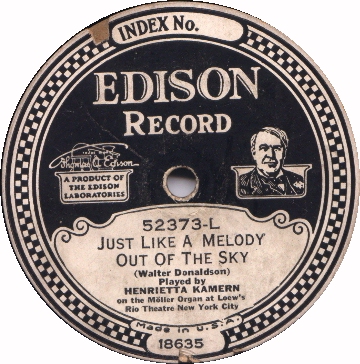 INDEX No.
EDISON
RECORD
TRADE MARK
Thomas A Edison
A PRODUCT OF
THE EDISON
LABORATORIES
52373-L
JUST LIKE A MELODY
OUT OF THE SKY
(Walter Donaldson)
Played by
HENRIETTA KAMERN
on the Möller Organ at Loew's
Rio Theatre New York City
Made in U.S.A.
18635